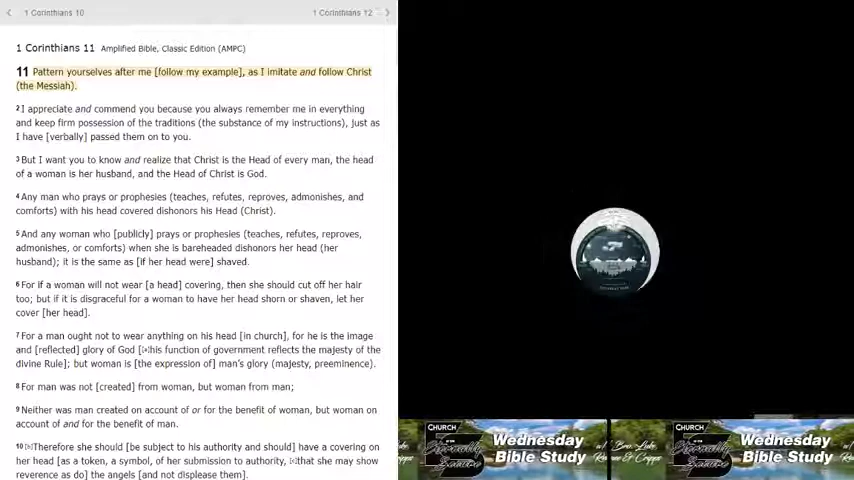 1 Corinthians 10
1 Corinthians 12
1 Corinthians 11 Amplified Bible, Classic Edition (AMPC)
11 Pattern yourselves after me [follow my example], as I imitate and follow Christ
(the Messiah).
2 I appreciate and commend you because you always remember me in everything
and keep firm possession of the traditions (the substance of my instructions), just as
I have [verbally] passed them on to you.
3 But I want you to know and realize that Christ is the Head of every man, the head
of a woman is her husband, and the Head of Christ is God.
4 Any man who prays or prophesies (teaches, refutes, reproves, admonishes, and
comforts) with his head covered dishonors his Head (Christ).
5 And any woman who [publicly] prays or prophesies (teaches, refutes, reproves,
admonishes, or comforts) when she is bareheaded dishonors her head (her
husband); it is the same as [if her head were] shaved.
6 For if a woman will not wear [a head] covering, then she should cut off her hair
too; but if it is disgraceful for a woman to have her head shorn or shaven, let her
cover [her head].
7 For a man ought not to wear anything on his head [in church], for he is the image
and [reflected] glory of God [his function of government reflects the majesty of the
divine Rule]; but woman is [the expression of] man's glory (majesty, preeminence).
8 For man was not [created] from woman, but woman from man;
9 Neither was man created on account of or for the benefit of woman, but woman on
account of and for the benefit of man.
10 Therefore she should [be subject to his authority and should] have a covering on
her head [as a token, a symbol, of her submission to authority, that she may show
reverence as do] the angels [and not displease them].
CHURCH
OF THE
Eternally
Secure
Wednesday
Bible Study
w/
Bro. Luke
& Cripps
CHURCH
OF THE
Eternally
Secure
Wednesday
Bible Study
w/